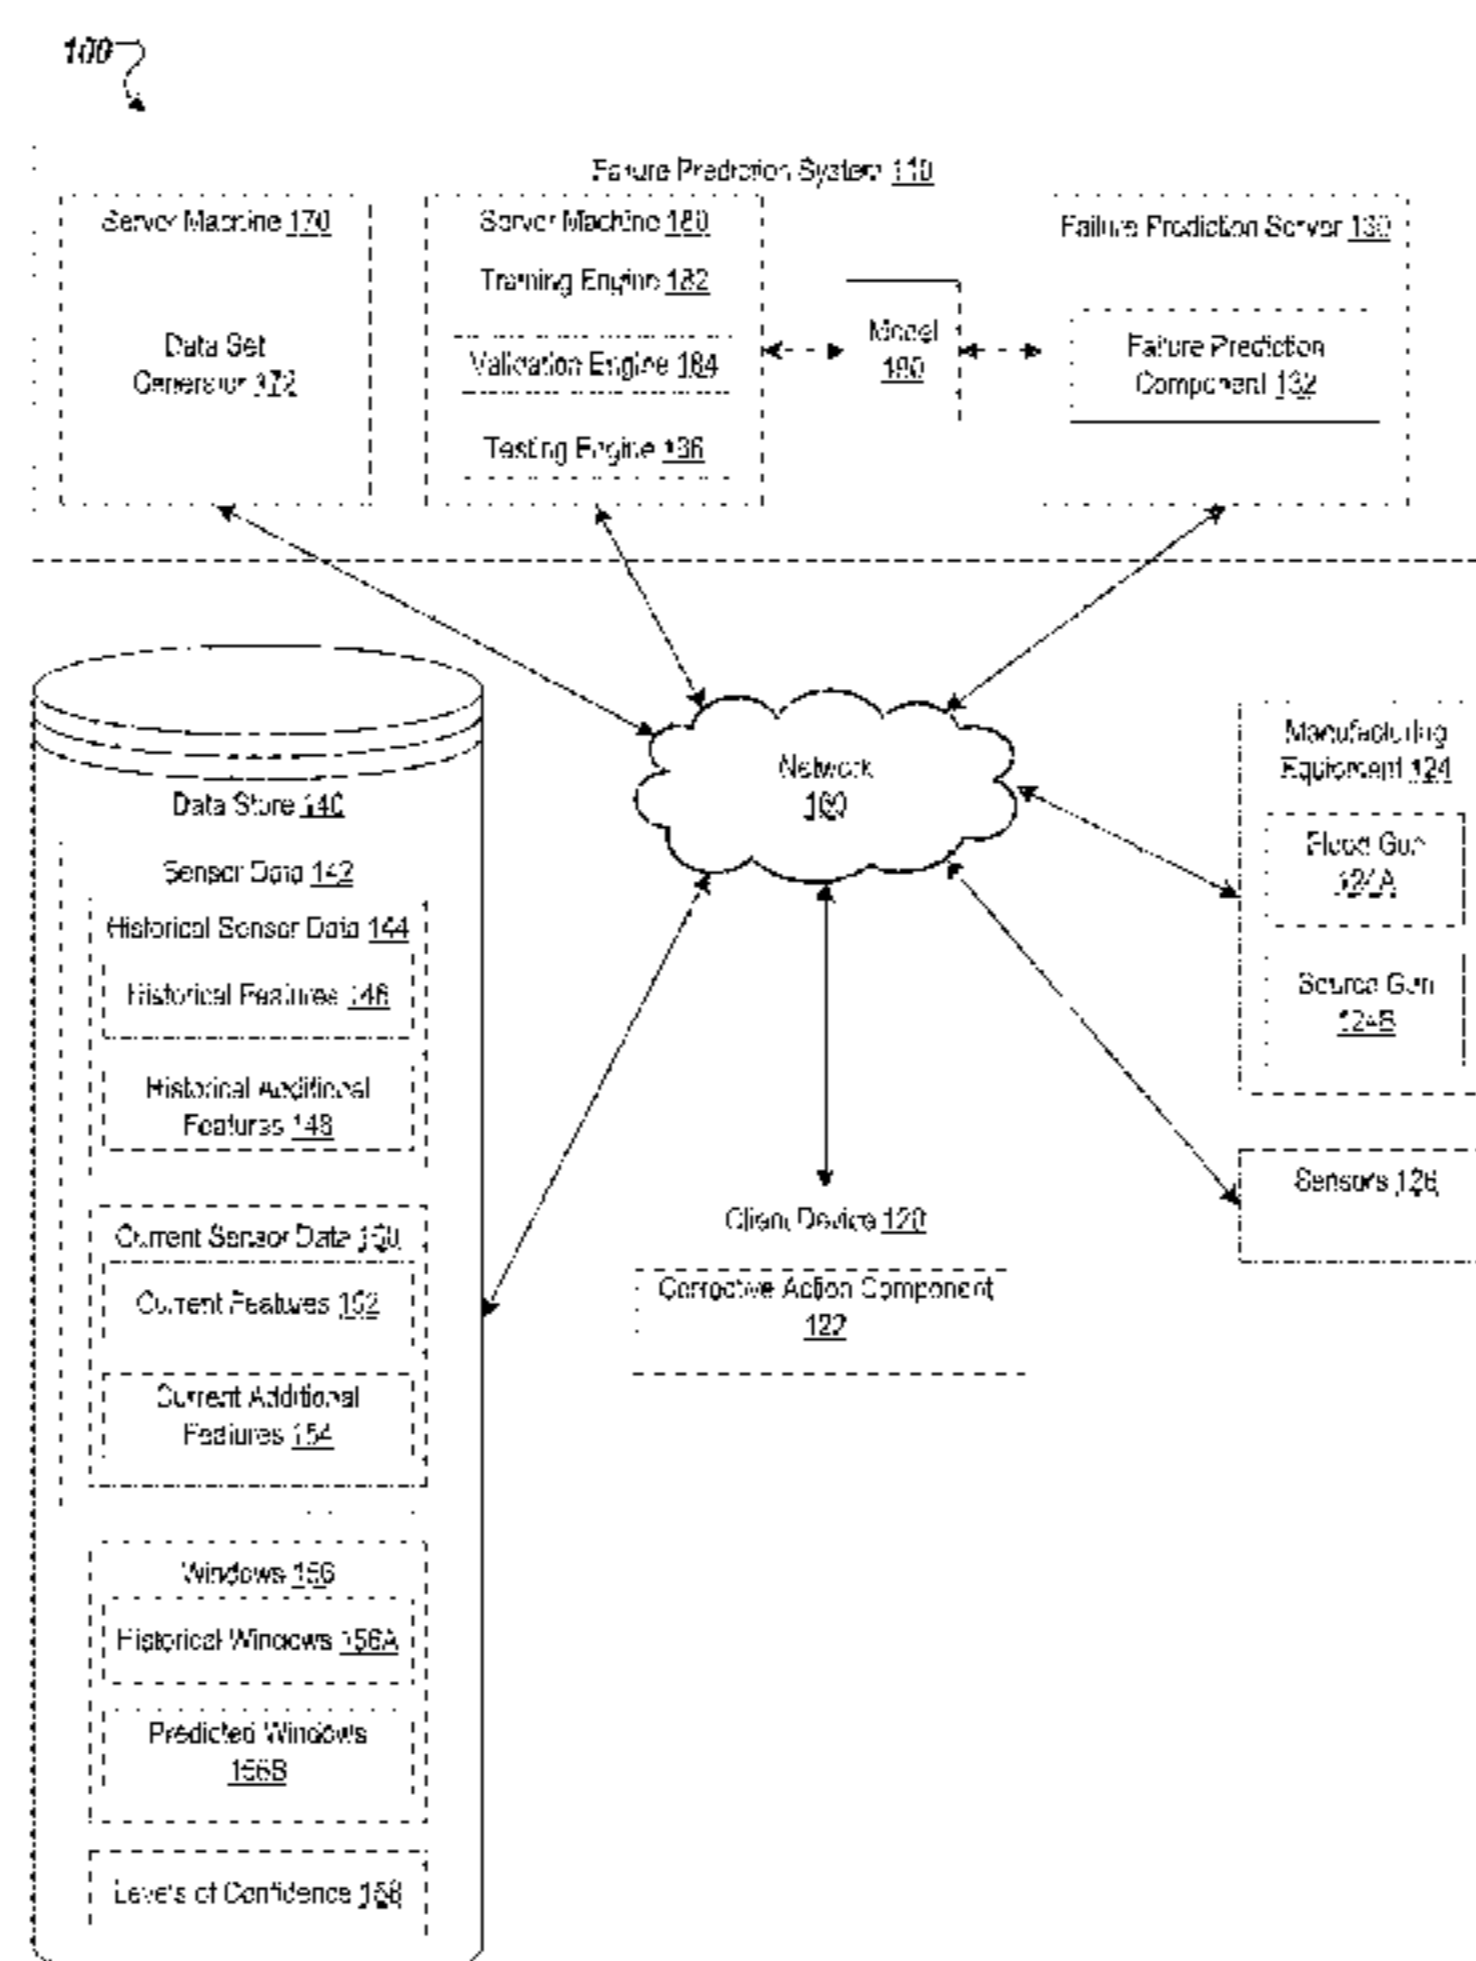 100
Failure Prediction System 110
Server Machine 170
Data Set
Generator 172
Server Machine 180
Training Engine 182
Validation Engine 184
Testing Engine 186
Model
190
Failure Prediction Server 130
Failure Prediction
Component 132
Data Store 140
Sensor Data 142
Historical Sensor Data 144
Historical Features 146
Historical Additional
Features 148
Current Sensor Data 150
Current Features 152
Current Additional
Features 154
Windows 156
Historical Windows 156A
Predicted Windows
156B
Levels of Confidence 158
Network
160
Client Device 120
Corrective Action Component
122
Manufacturing
Equipment 124
Flood Gun
124A
Source Gun
124B
Sensors 126